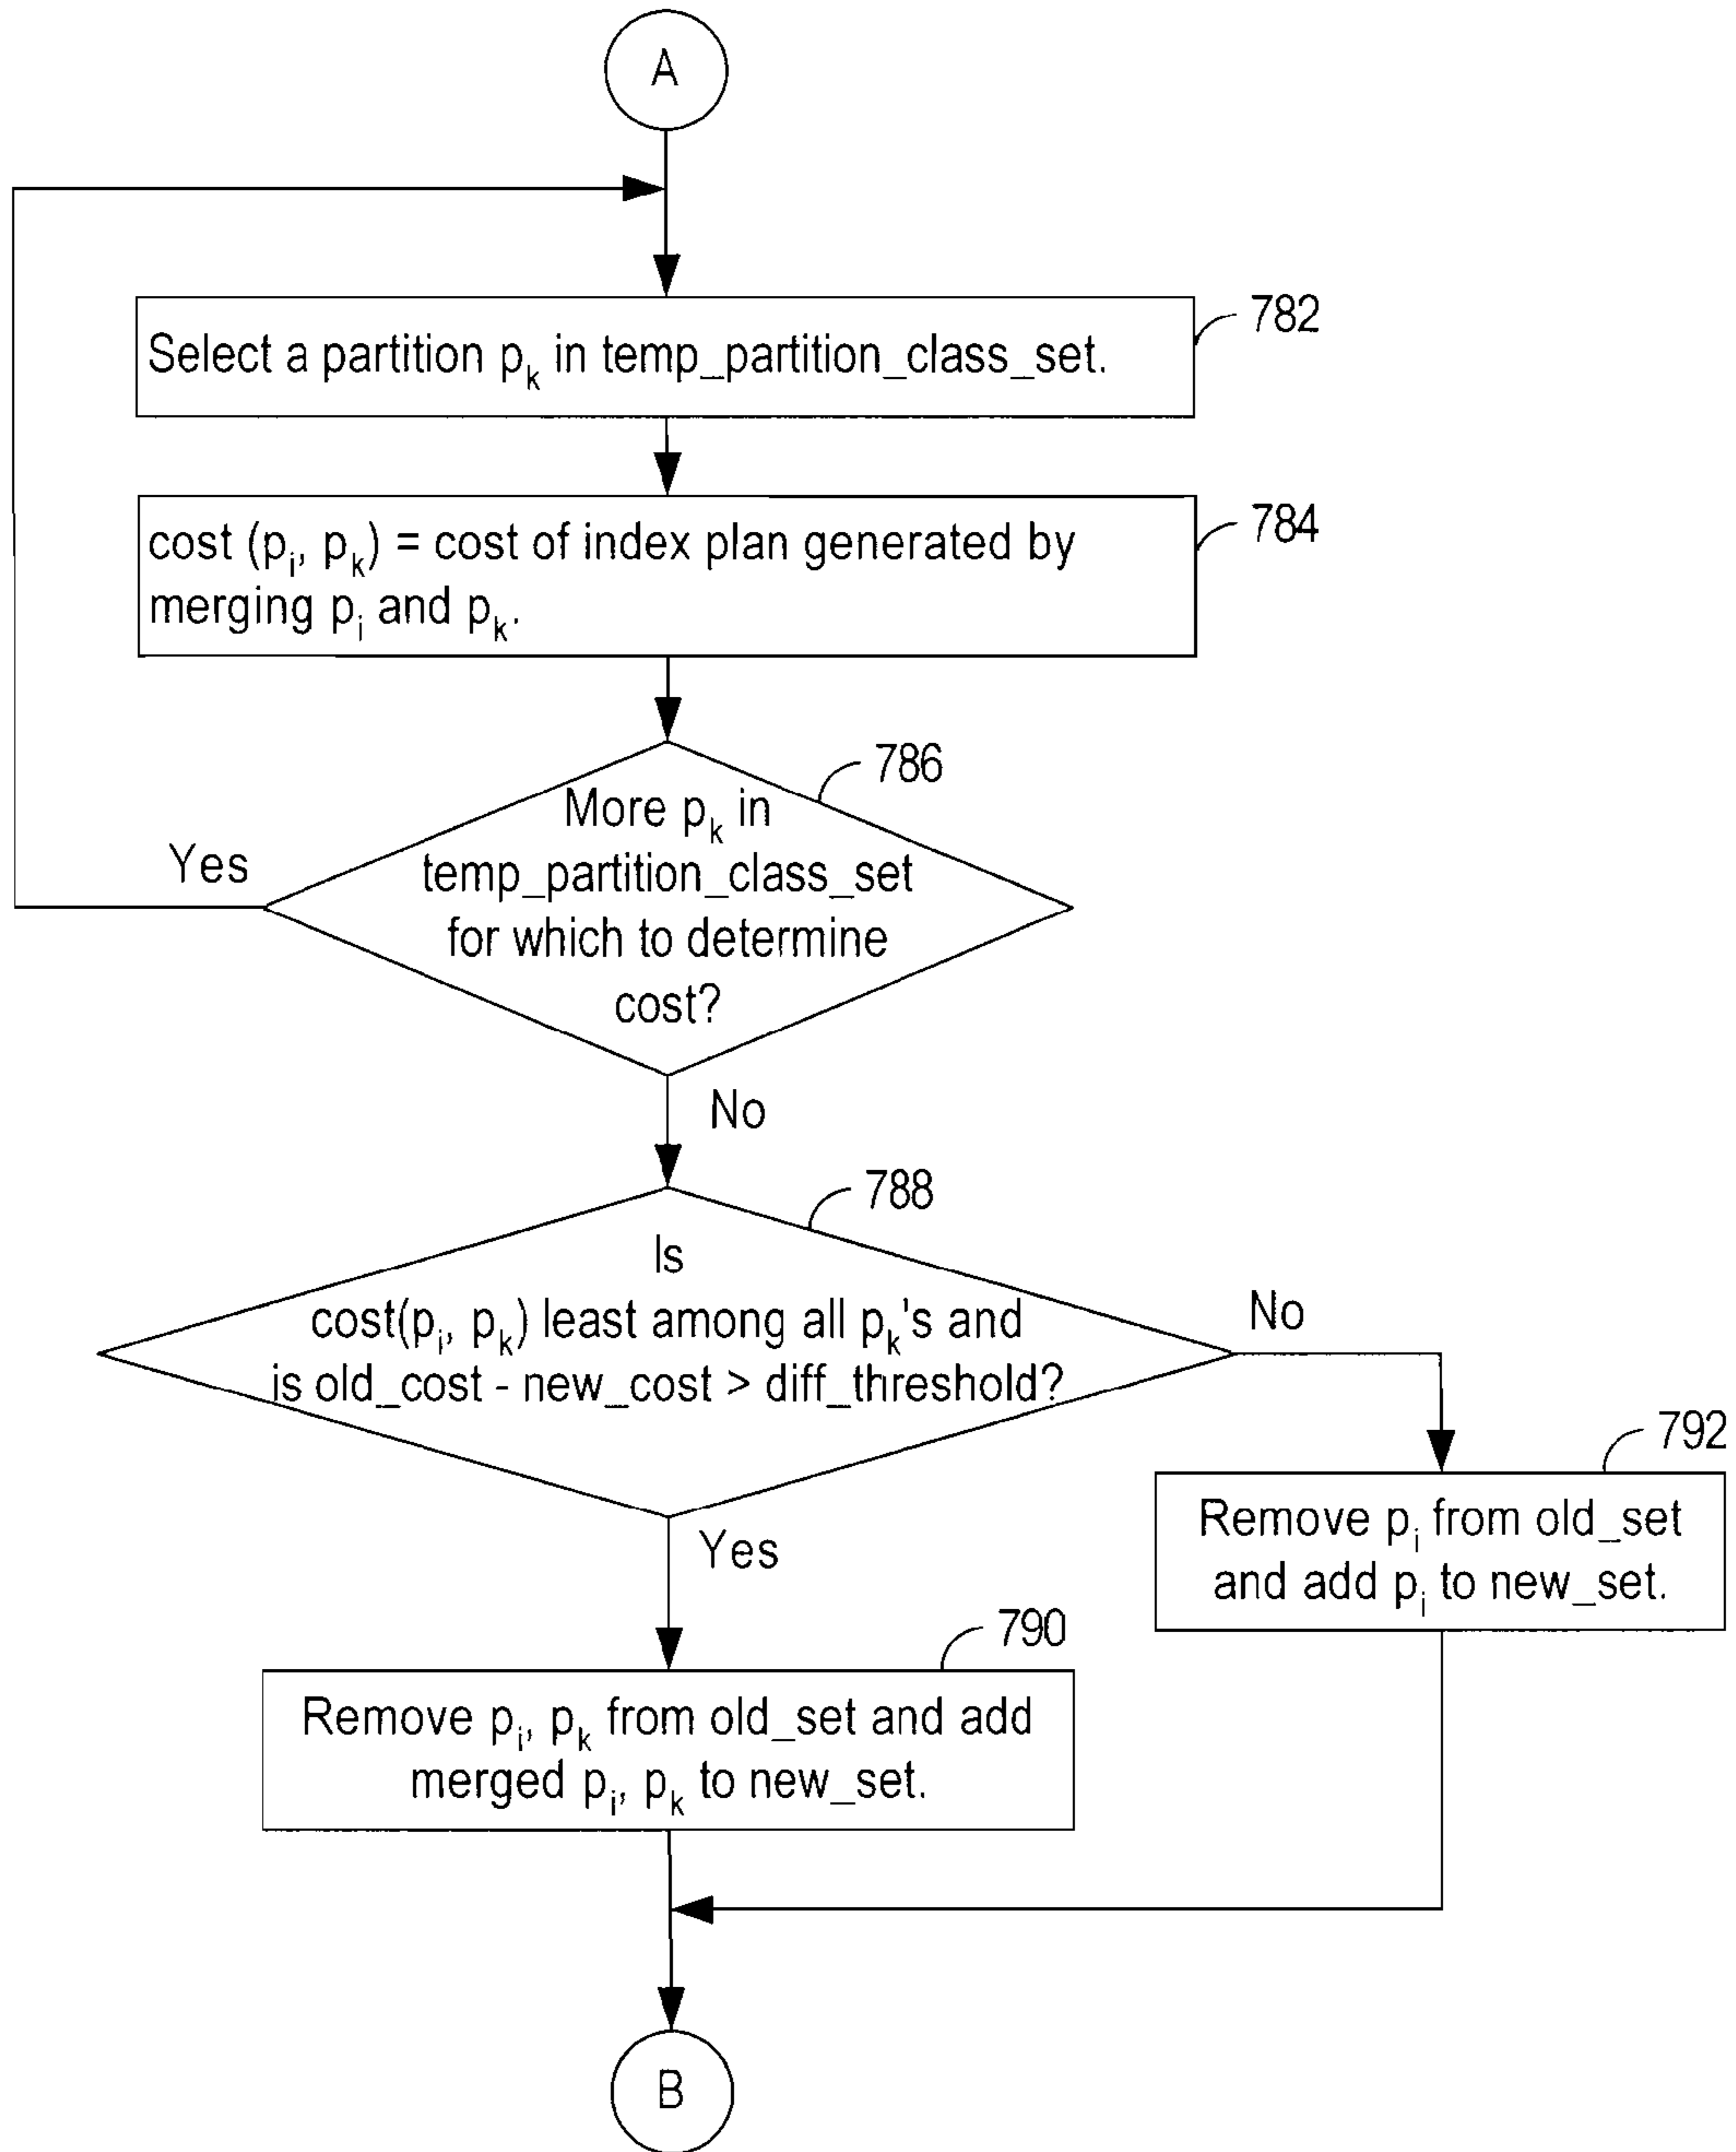 A
782
Select a partition pk in temp_partition_class_set.
784
cost (pi, pk) = cost of index plan generated by
merging pi and pk.
786
More pk in
temp_partition_class_set
for which to determine
cost?
Yes
No
788
Is
cost(pi, pk) least among all pk's and
is old_cost - new_cost > diff_threshold?
No
Yes
792
Remove pi from old_set
and add pi to new_set.
790
Remove pi, pk from old_set and add
merged pi, pk to new_set.
B